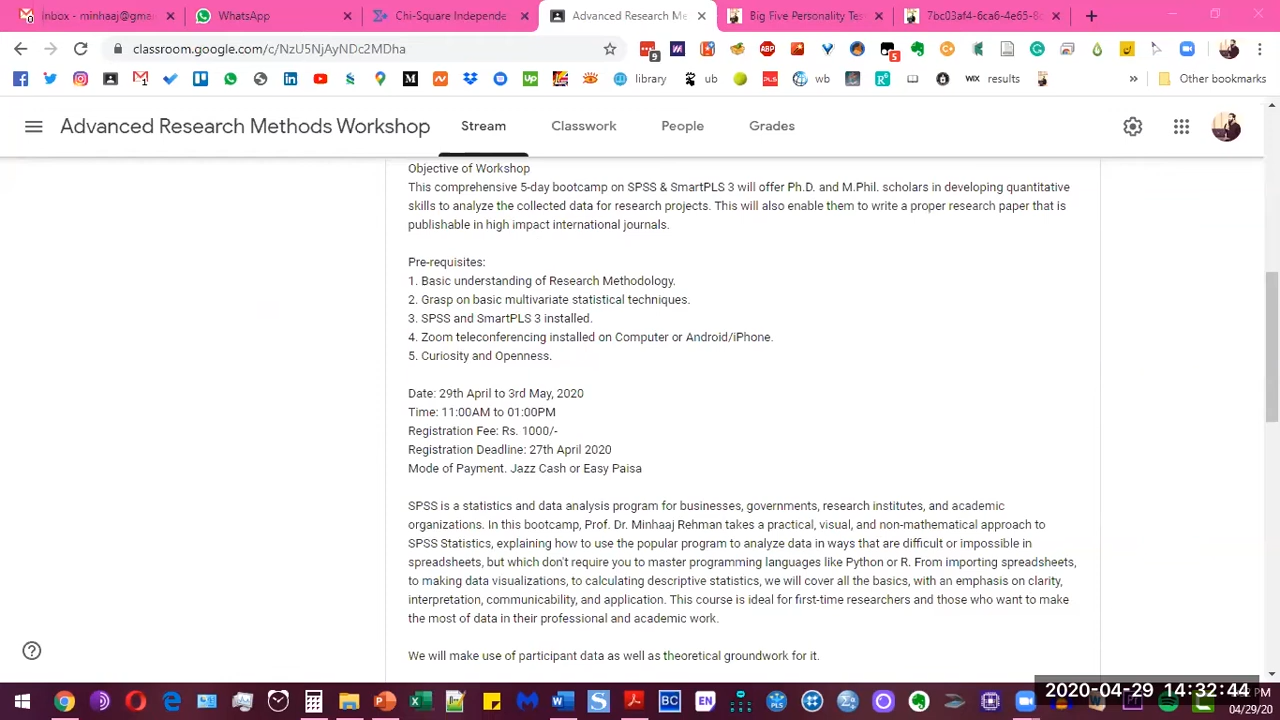 Inbox - minhaaj@gma
WhatsApp
Chi-Square Independe
Advanced Research Me
Big Five Personality Tes
7bc03af4-6ca6-4e65-8
classroom.google.com/c/NzU5NjAyNDc2MDha
library
ub
wb
WiX results
Other bookmarks
Advanced Research Methods Workshop
Stream
Classwork
People
Grades
Objective of Workshop
This comprehensive 5-day bootcamp on SPSS & SmartPLS 3 will offer Ph.D. and M.Phil. scholars in developing quantitative
skills to analyze the collected data for research projects. This will also enable them to write a proper research paper that is
publishable in high impact international journals.
Pre-requisites:
1. Basic understanding of Research Methodology.
2. Grasp on basic multivariate statistical techniques.
3. SPSS and SmartPLS 3 installed.
4. Zoom teleconferencing installed on Computer or Android/iPhone.
5. Curiosity and Openness.
Date: 29th April to 3rd May, 2020
Time: 11:00AM to 01:00PM
Registration Fee: Rs. 1000/-
Registration Deadline: 27th April 2020
Mode of Payment. Jazz Cash or Easy Paisa
SPSS is a statistics and data analysis program for businesses, governments, research institutes, and academic
organizations. In this bootcamp, Prof. Dr. Minhaaj Rehman takes a practical, visual, and non-mathematical approach to
SPSS Statistics, explaining how to use the popular program to analyze data in ways that are difficult or impossible in
spreadsheets, but which don't require you to master programming languages like Python or R. From importing spreadsheets,
to making data visualizations, to calculating descriptive statistics, we will cover all the basics, with an emphasis on clarity,
interpretation, communicability, and application. This course is ideal for first-time researchers and those who want to make
the most of data in their professional and academic work.
We will make use of participant data as well as theoretical groundwork for it.
2020-04-29 14:32:44
04/29/20